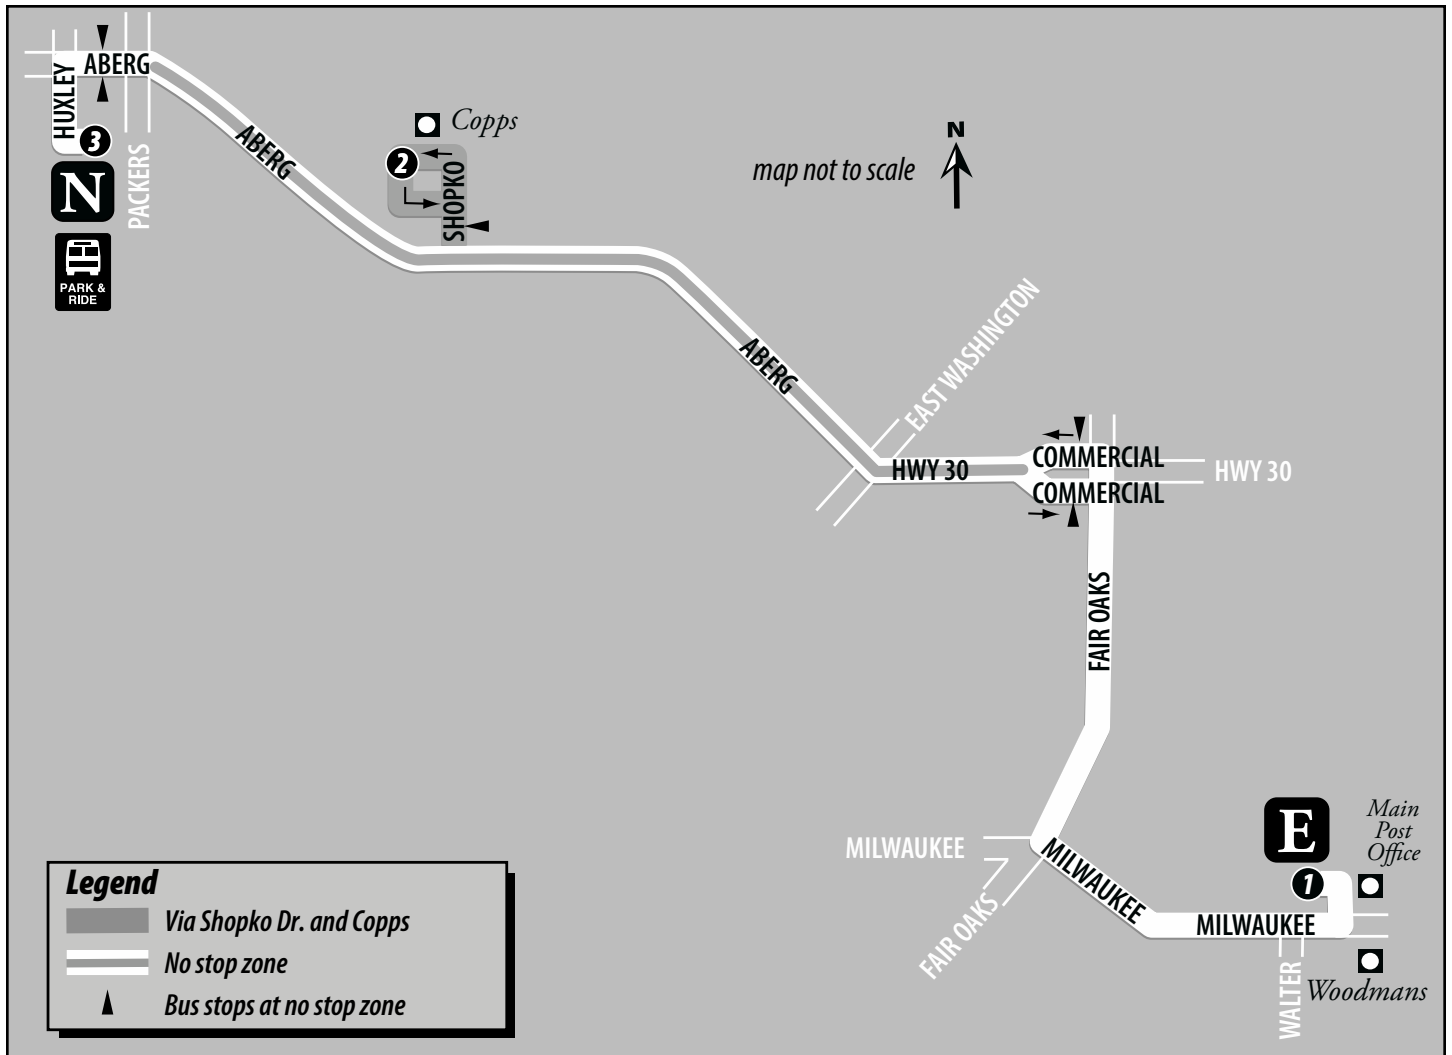 ABERG
HUXLEY
3
N
PARK &
RIDE
PACKERS
ABERG
Copps
2
SHOPKO
map not to scale
N
ABERG
EAST WASHINGTON
HWY 30
COMMERCIAL
COMMERCIAL
HWY 30
FAIR OAKS
MILWAUKEE
FAIR OAKS
MILWAUKEE
MILWAUKEE
E
1
Main
Post
Office
WALTER
Woodmans
Legend
Via Shopko Dr. and Copps
No stop zone
Bus stops at no stop zone